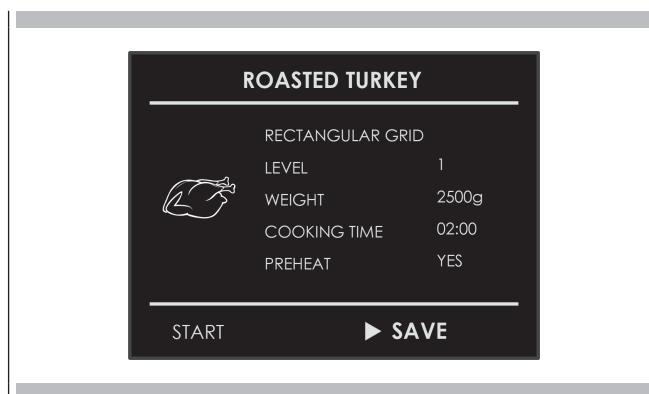 ROASTED TURKEY
RECTANGULAR GRID
LEVEL 1
WEIGHT 2500g
COOKING TIME 02:00
PREHEAT YES
START ▶ SAVE